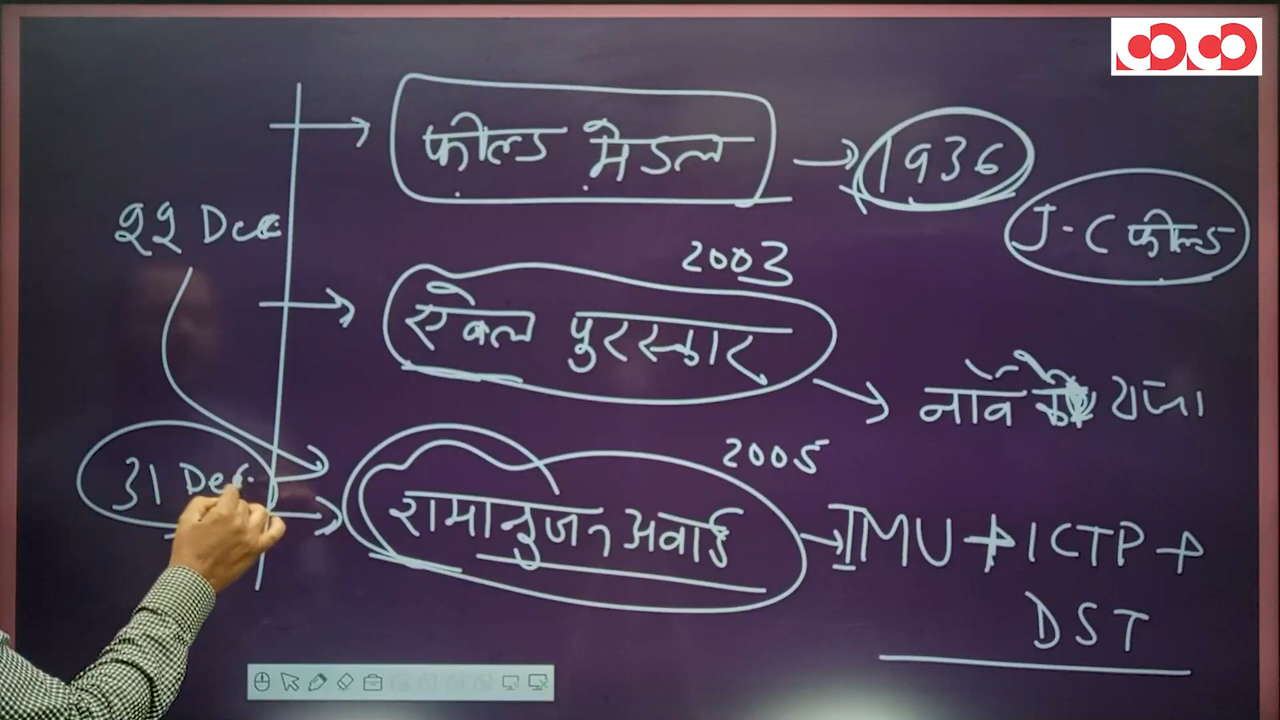 फील्ड मेडल → 1936
J-C फील्ड
22 Dec
2003
एबेल पुरस्कार
नॉर्वे
राजा
2005
31 Dec
रामानुजन अवार्ड → IMU → ICTP →
DST